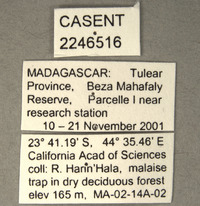 CASENT
2246516
MADAGASCAR: Tulear
Province, Beza Mahafaly
Reserve, Parcelle I near
research station
10 – 21 November 2001
23° 41.19' S, 44° 35.46' E
California Acad of Sciences
coll: R. Harin'Hala, malaise
trap in dry deciduous forest
elev 165 m, MA-02-14A-02